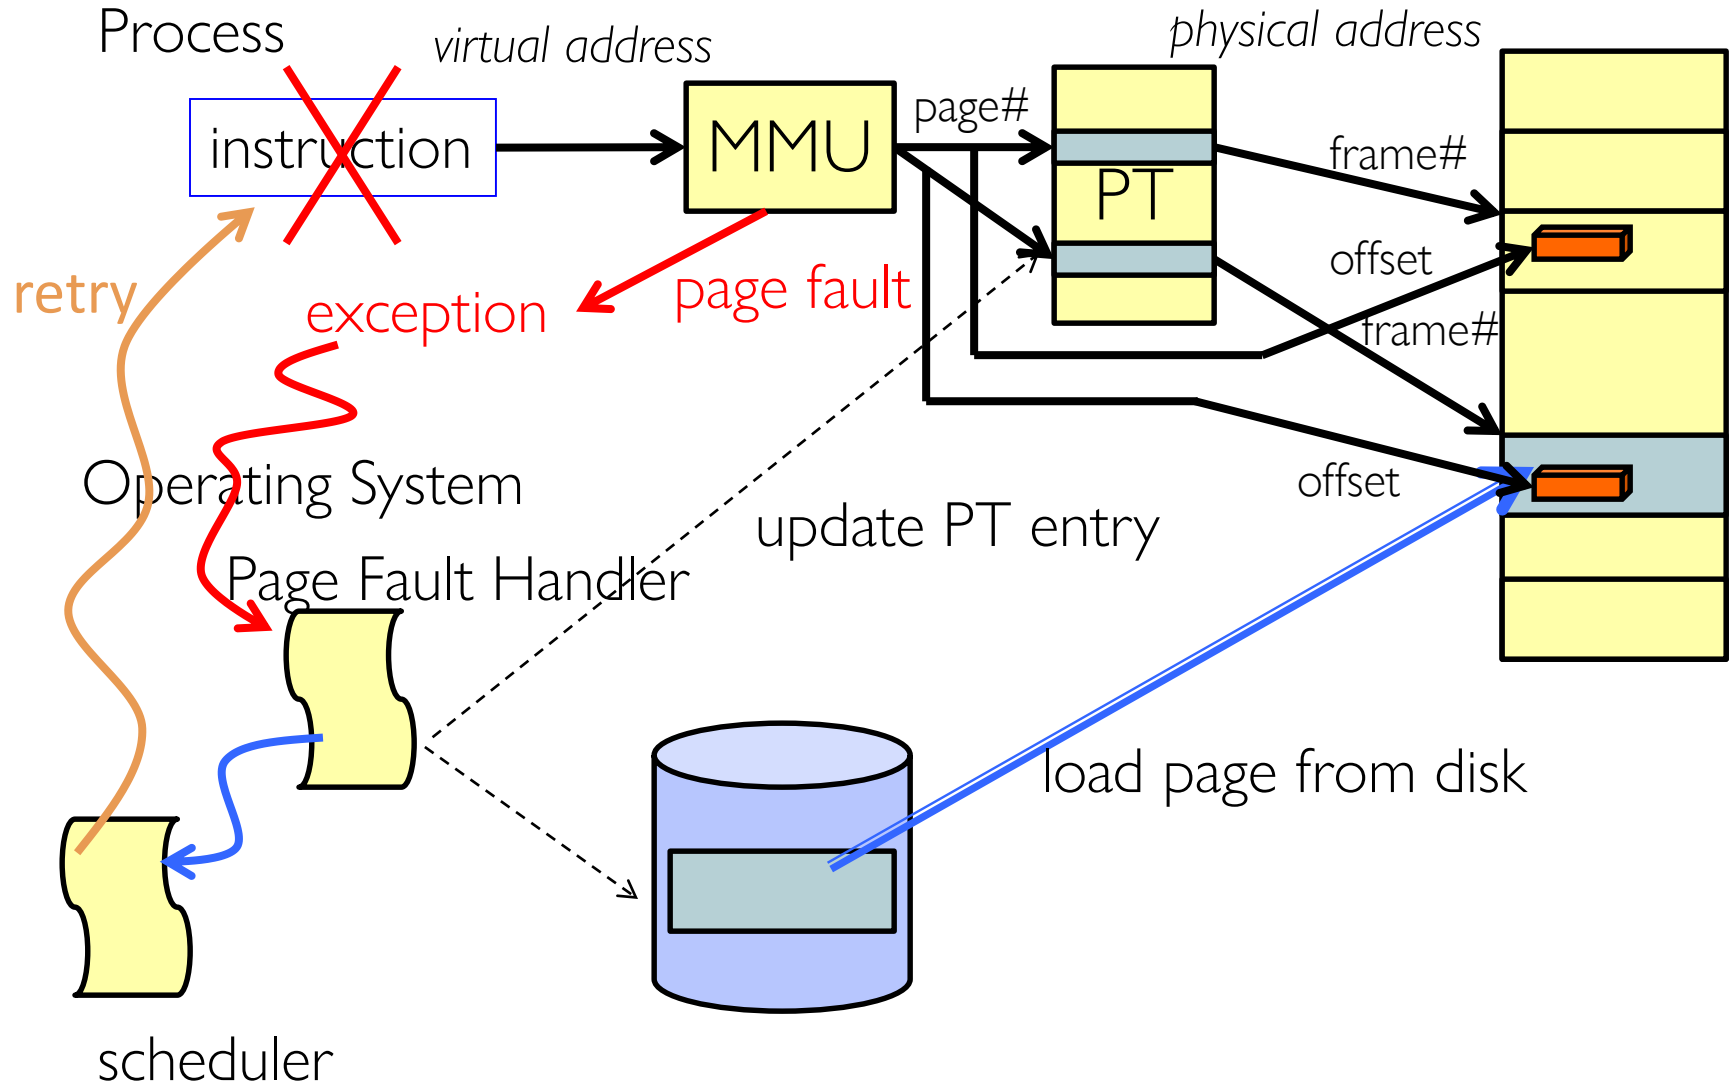 Process
virtual address
physical address
instruction
MMU
page#
PT
frame#
offset
retry
exception
page fault
frame#
Operating System
offset
update PT entry
Page Fault Handler
load page from disk
scheduler